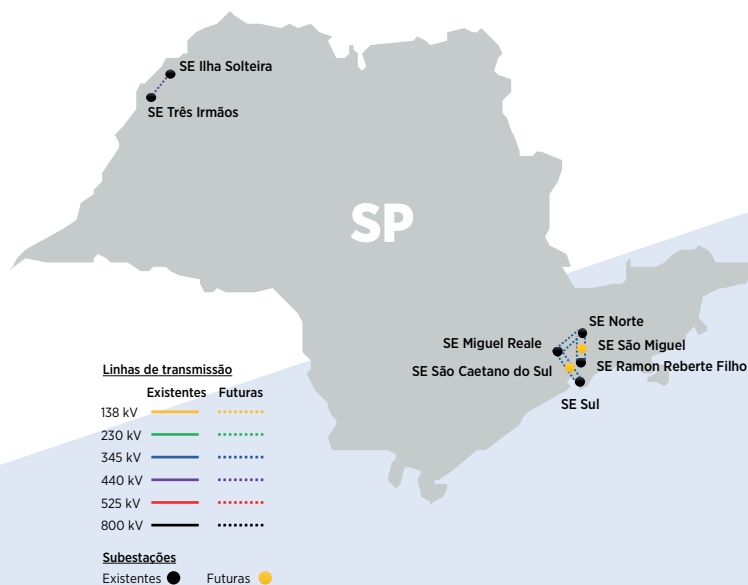 SE Ilha Solteira
SE Três Irmãos
SP
SE Norte
SE Miguel Reale
SE São Miguel
SE São Caetano do Sul
SE Ramon Reberte Filho
SE Sul
Linhas de transmissão
Existentes Futuras
138 kV
230 kV
345 kV
440 kV
525 kV
800 kV
Subestações
Existentes Futuras